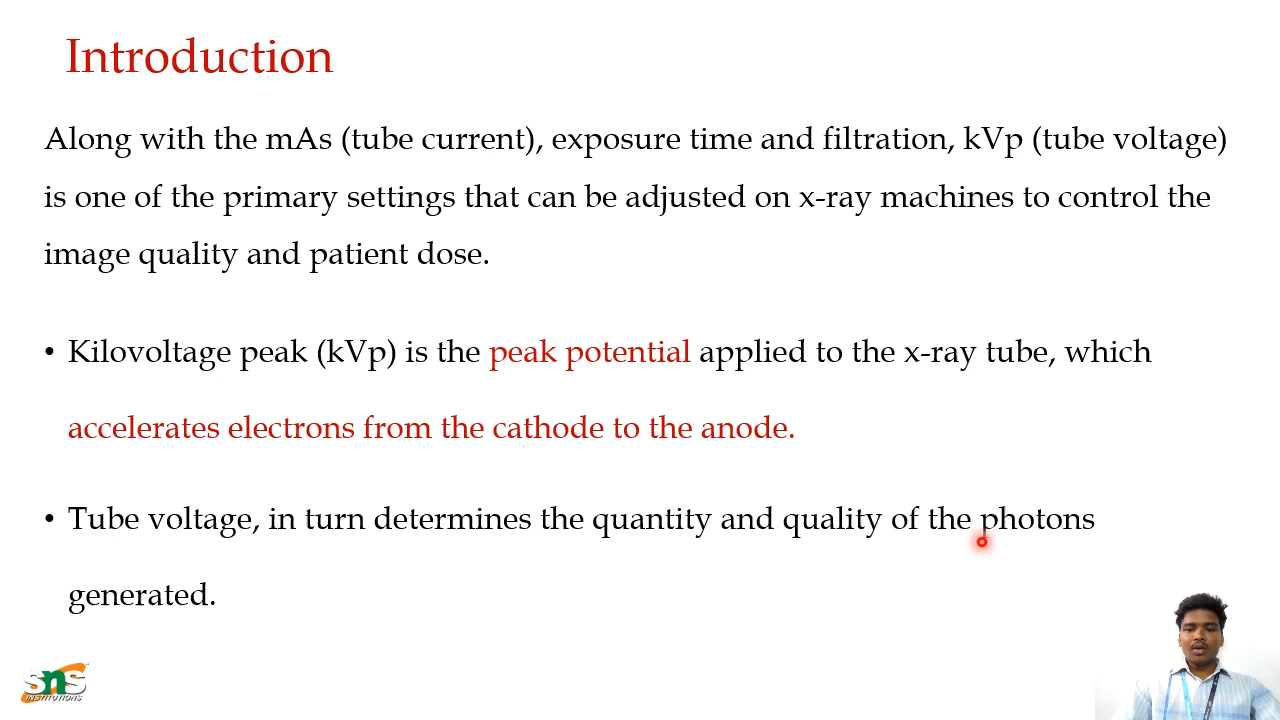 Introduction
Along with the mAs (tube current), exposure time and filtration, kVp (tube voltage)
is one of the primary settings that can be adjusted on x-ray machines to control the
image quality and patient dose.
• Kilovoltage peak (kVp) is the peak potential applied to the x-ray tube, which
accelerates electrons from the cathode to the anode.
• Tube voltage, in turn determines the quantity and quality of the photons
generated.
SNS
INSTITUTIONS